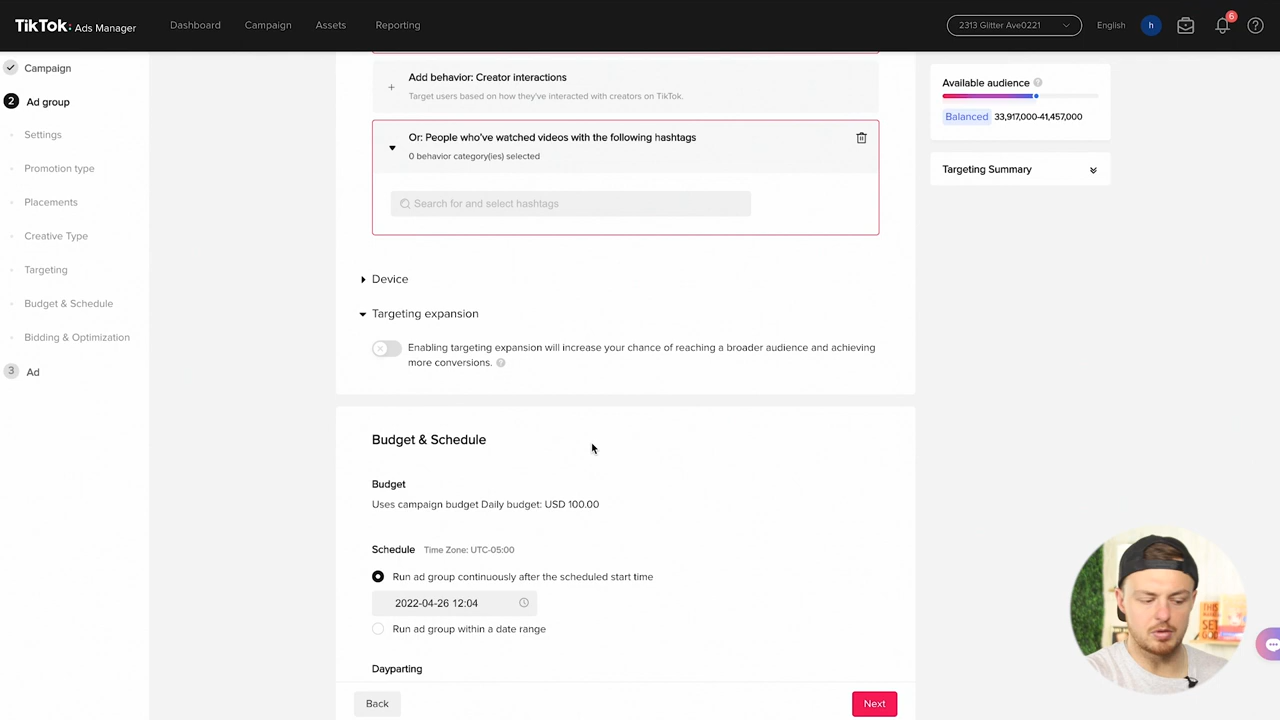 TikTok: Ads Manager
Dashboard
Campaign
Assets
Reporting
2313 Glitter Ave0221
English
h
6
Campaign
2
Ad group
Settings
Promotion type
Placements
Creative Type
Targeting
Budget & Schedule
Bidding & Optimization
3
Ad
Add behavior: Creator interactions
Target users based on how they've interacted with creators on TikTok.
Or: People who've watched videos with the following hashtags
0 behavior category(ies) selected
Search for and select hashtags
Device
Targeting expansion
Enabling targeting expansion will increase your chance of reaching a broader audience and achieving
more conversions.
Budget & Schedule
Budget
Uses campaign budget Daily budget: USD 100.00
Schedule Time Zone: UTC-05:00
Run ad group continuously after the scheduled start time
2022-04-26 12:04
Run ad group within a date range
Dayparting
Back
Next
Available audience
Balanced 33,917,000-41,457,000
Targeting Summary